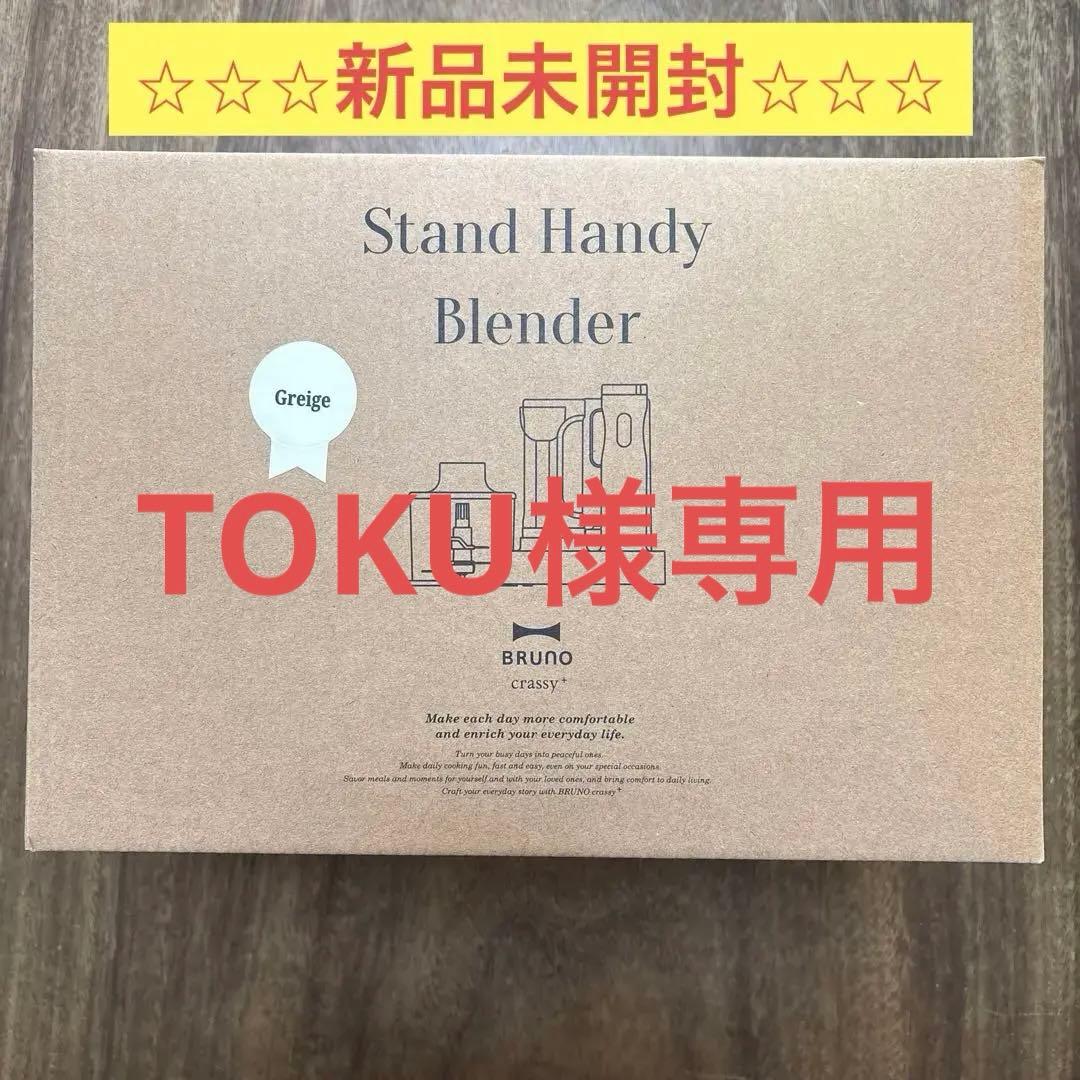 ☆☆☆新品未開封☆☆☆
Stand Handy
Blender
Greige
TOKU様専用
BRUNO
crassy+
Make each day more comfortable
and enrich your everyday life.
Turn your busy days into peaceful ones.
Make daily cooking fun, fast and easy, even on your special occasions.
Savor meals and moments for yourself and with your loved ones, and bring comfort to daily living.
Craft your everyday story with BRUNO crassy+